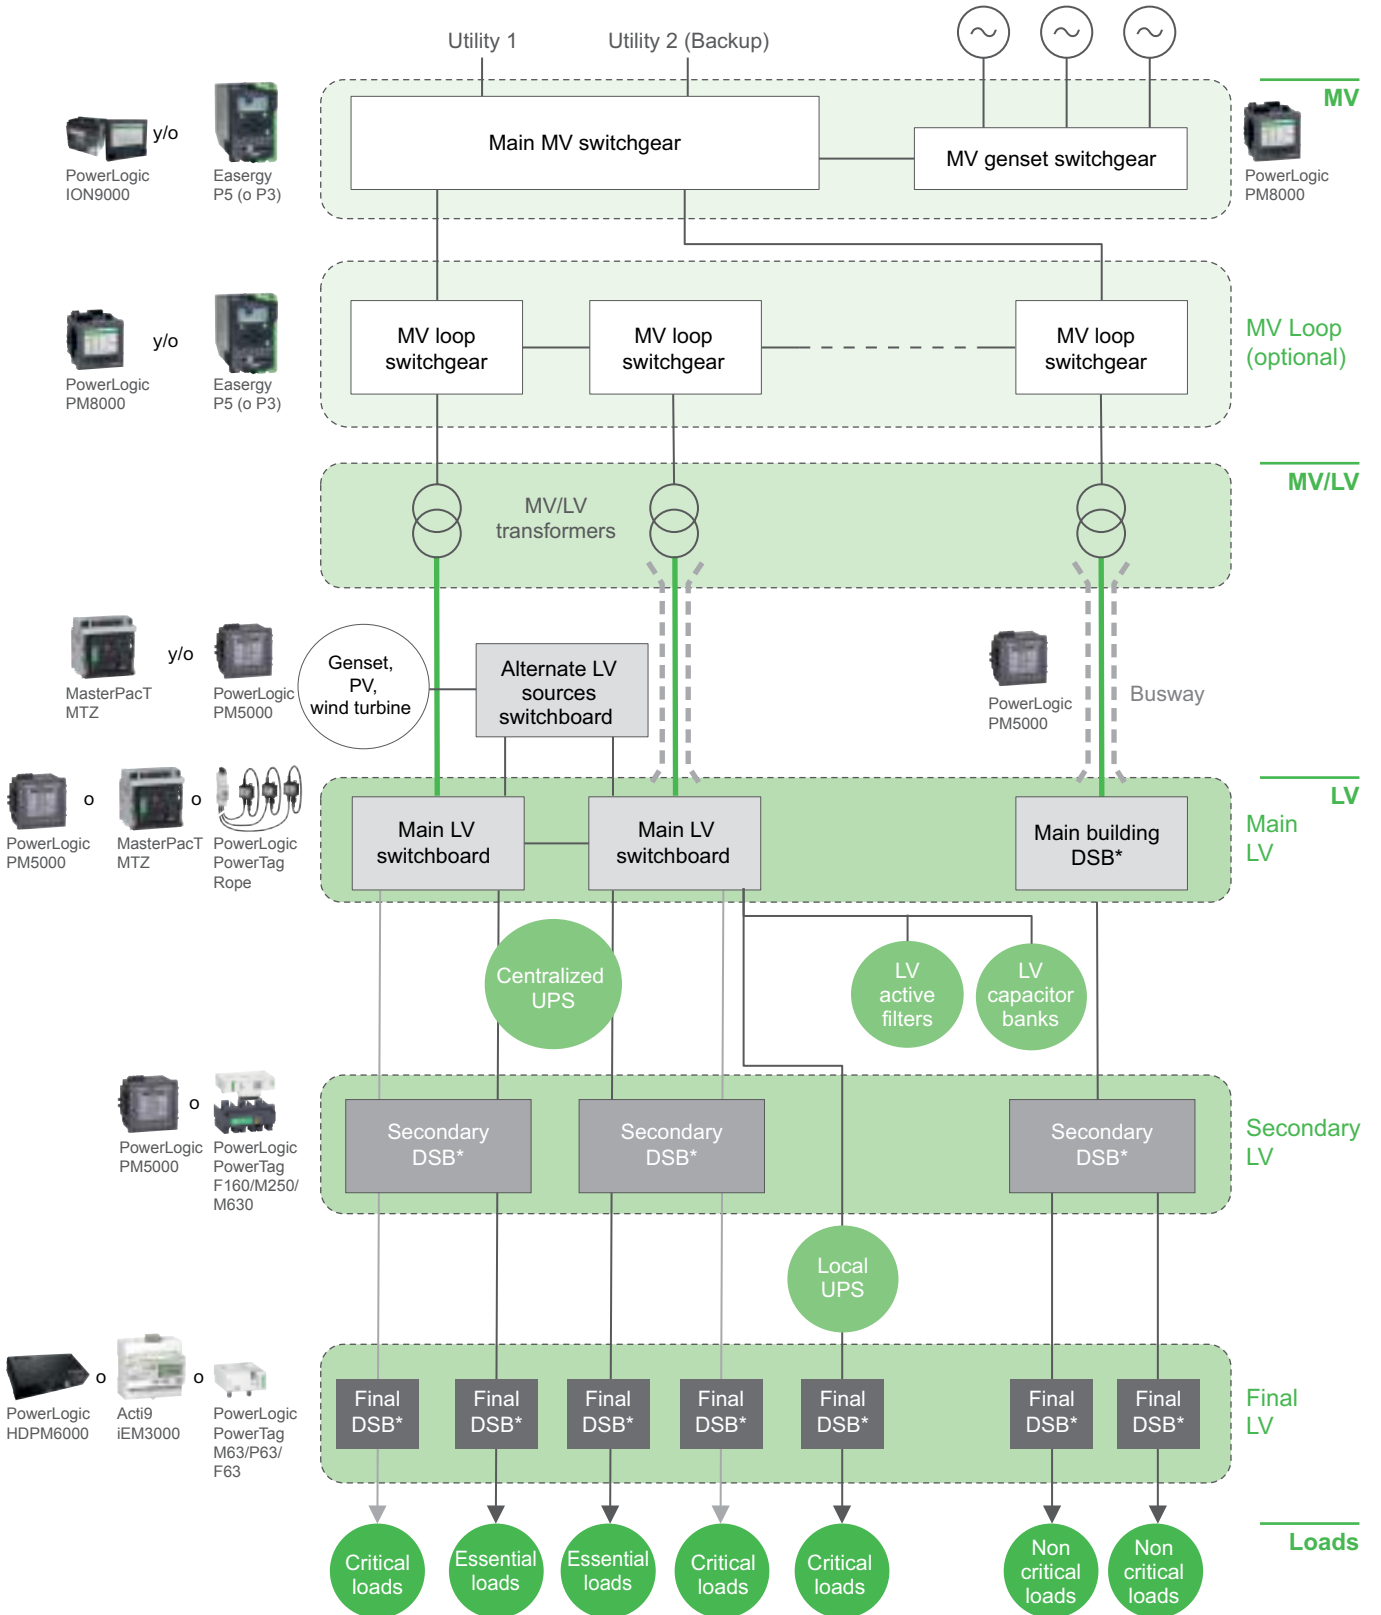 Utility 1
Utility 2 (Backup)
MV
Main MV switchgear
MV genset switchgear
y/o
PowerLogic
ION9000
Easergy
P5 (o P3)
PowerLogic
PM8000
MV loop
switchgear
MV loop
switchgear
MV loop
switchgear
MV Loop
(optional)
y/o
PowerLogic
PM8000
Easergy
P5 (o P3)
MV/LV
MV/LV
transformers
y/o
MasterPacT
MTZ
PowerLogic
PM5000
Genset,
PV,
wind turbine
Alternate LV
sources
switchboard
PowerLogic
PM5000
Busway
LV
Main
LV
o
o
PowerLogic
PM5000
MasterPacT
MTZ
PowerLogic
PowerTag
Rope
Main LV
switchboard
Main LV
switchboard
Main building
DSB*
Centralized
UPS
LV
active
filters
LV
capacitor
banks
o
PowerLogic
PM5000
PowerLogic
PowerTag
F160/M250/
M630
Secondary
DSB*
Secondary
DSB*
Secondary
DSB*
Secondary
LV
Local
UPS
o
o
PowerLogic
HDPM6000
Acti9
iEM3000
PowerLogic
PowerTag
M63/P63/
F63
Final
DSB*
Final
DSB*
Final
DSB*
Final
DSB*
Final
DSB*
Final
DSB*
Final
DSB*
Final
LV
Loads
Critical
loads
Essential
loads
Essential
loads
Critical
loads
Critical
loads
Non
critical
loads
Non
critical
loads